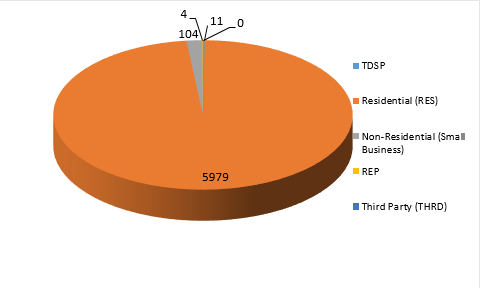 4
11
0
104
5979
TDSP
Residential (RES)
Non-Residential (Small
Business)
REP
Third Party (THRD)